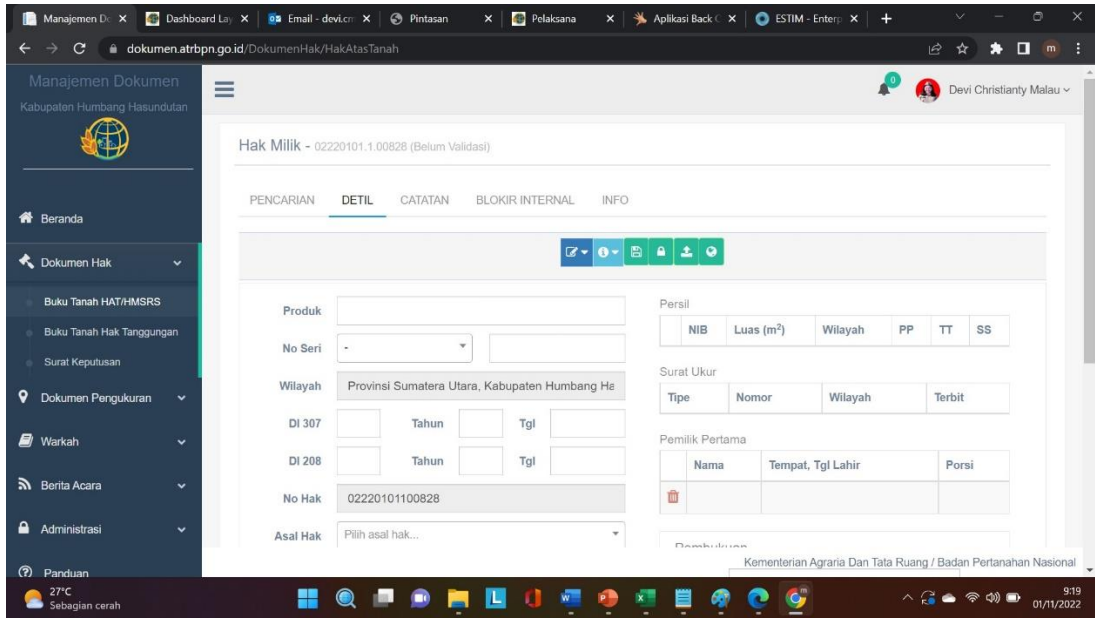 Manajemen Do
Dashboard Lay
Email - devi.cm
Pintasan
Pelaksana
Aplikasi Back O
ESTIM - Enterp
dokumen.atrbpn.go.id/DokumenHak/HakAtasTanah
m
Manajemen Dokumen
Kabupaten Humbang Hasundutan
0
Devi Christianty Malau
Hak Milik - 02220101.1.00828 (Belum Validasi)
PENCARIAN DETIL CATATAN BLOKIR INTERNAL INFO
Beranda
Dokumen Hak
Buku Tanah HAT/HMSRS
Buku Tanah Hak Tanggungan
Surat Keputusan
Dokumen Pengukuran
Warkah
Berita Acara
Administrasi
Panduan
Produk
No Seri -
Wilayah Provinsi Sumatera Utara, Kabupaten Humbang Ha
DI 307 Tahun Tgl
DI 208 Tahun Tgl
No Hak 02220101100828
Asal Hak Pilih asal hak...
Persil
NIB Luas (m²) Wilayah PP TT SS
Surat Ukur
Tipe Nomor Wilayah Terbit
Pemilik Pertama
Nama Tempat, Tgl Lahir Porsi
Pembukuan
Kementerian Agraria Dan Tata Ruang / Badan Pertanahan Nasional
27°C
Sebagian cerah
L
9:19
01/11/2022